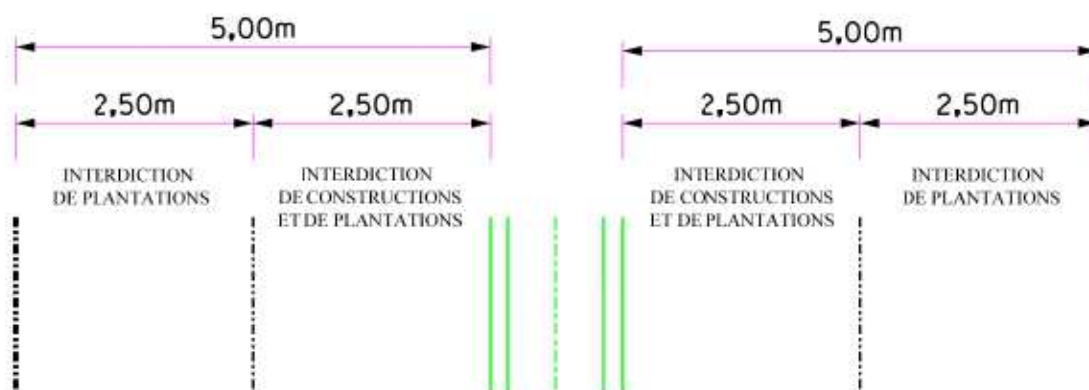 5,00m
5,00m
2,50m
2,50m
2,50m
2,50m
INTERDICTION
DE PLANTATIONS
INTERDICTION
DE CONSTRUCTIONS
ET DE PLANTATIONS
INTERDICTION
DE CONSTRUCTIONS
ET DE PLANTATIONS
INTERDICTION
DE PLANTATIONS